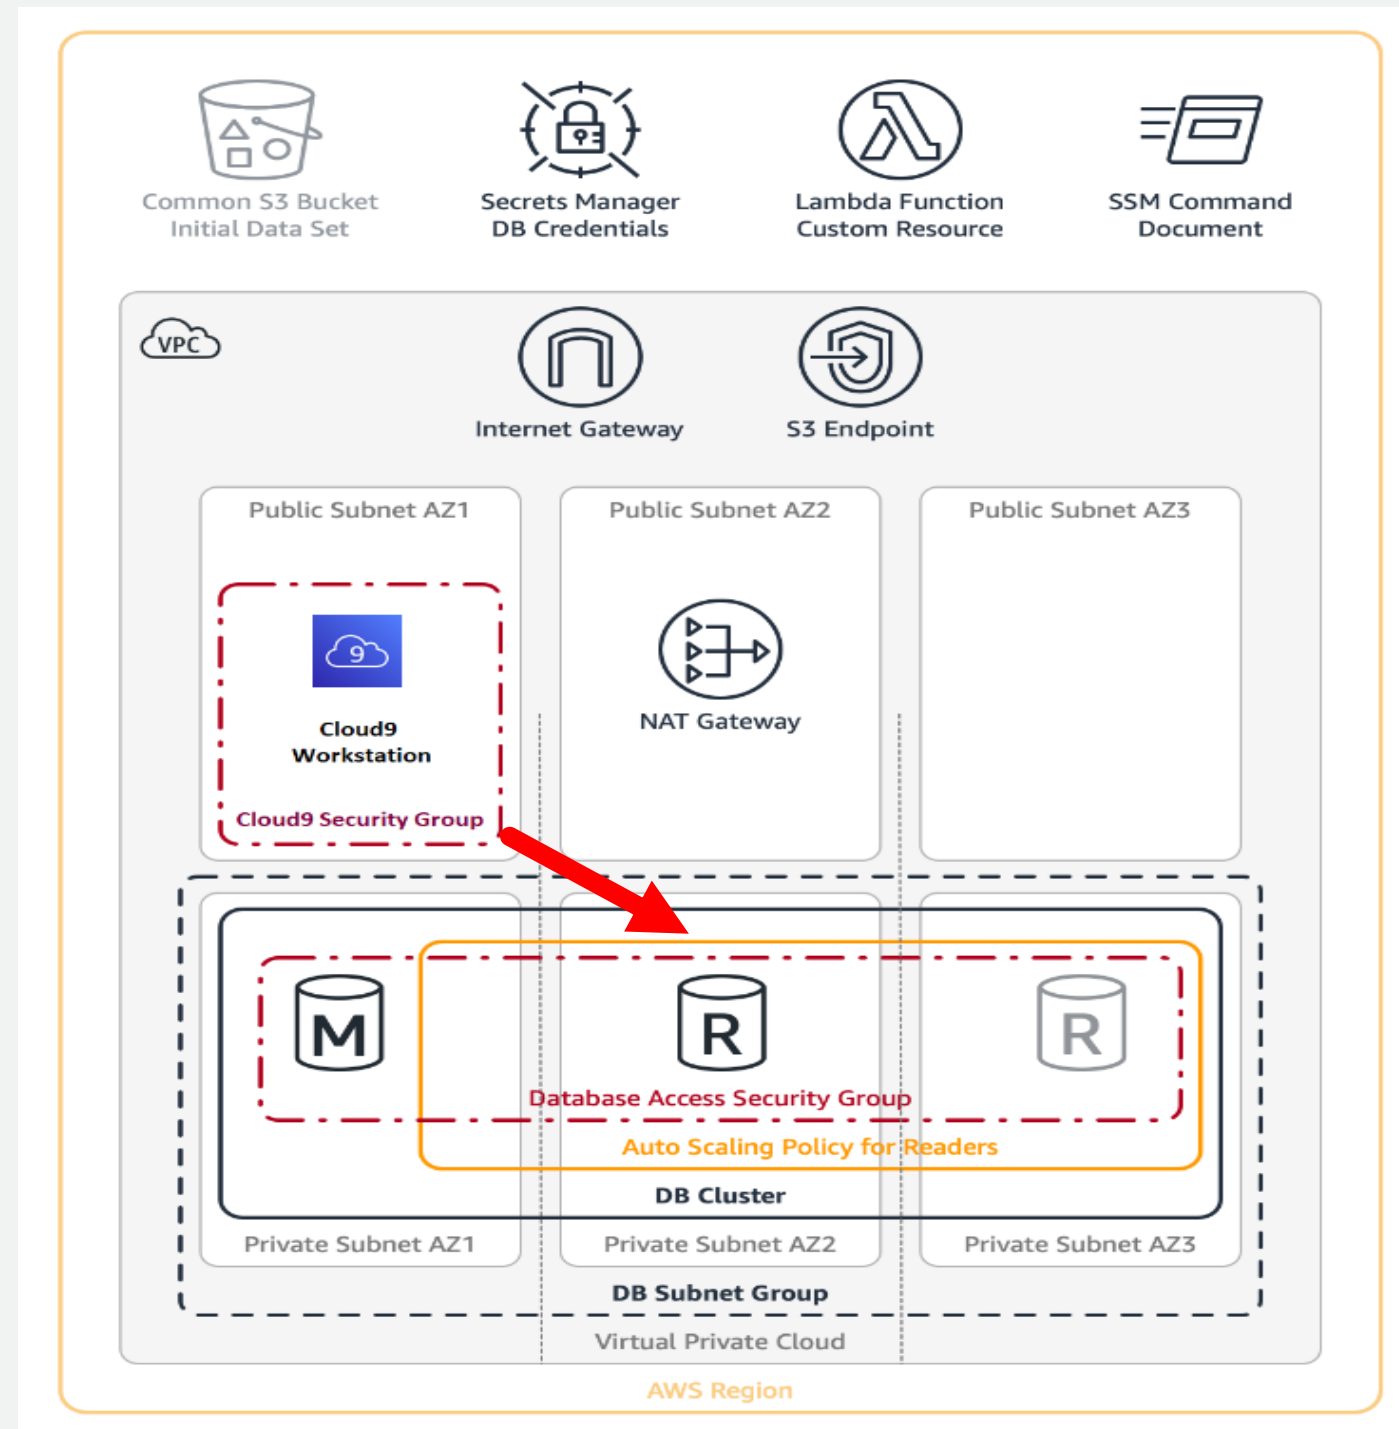 Common S3 Bucket
Initial Data Set
Secrets Manager
DB Credentials
Lambda Function
Custom Resource
SSM Command
Document
VPC
Internet Gateway
S3 Endpoint
Public Subnet AZ1
Public Subnet AZ2
Public Subnet AZ3
9
Cloud9
Workstation
Cloud9 Security Group
NAT Gateway
M
R
R
Database Access Security Group
Auto Scaling Policy for Readers
DB Cluster
Private Subnet AZ1
Private Subnet AZ2
Private Subnet AZ3
DB Subnet Group
Virtual Private Cloud
AWS Region